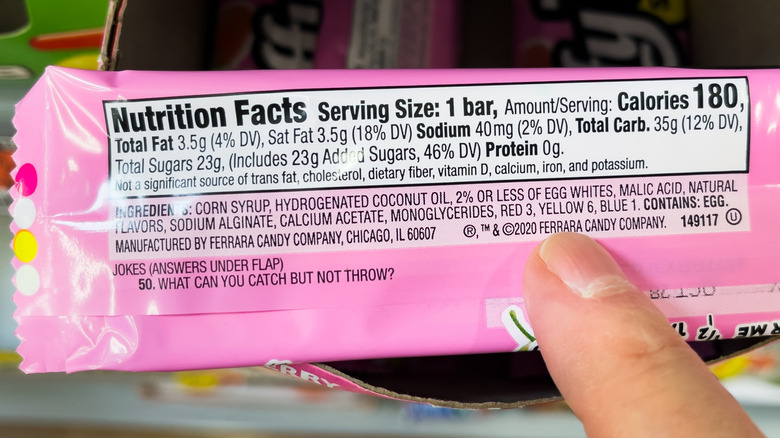 Nutrition Facts Serving Size: 1 bar, Amount/Serving: Calories 180,
Total Fat 3.5g (4% DV), Sat Fat 3.5g (18% DV) Sodium 40mg (2% DV), Total Carb. 35g (12% DV),
Total Sugars 23g, (Includes 23g Added Sugars, 46% DV) Protein 0g.
Not a significant source of trans fat, cholesterol, dietary fiber, vitamin D, calcium, iron, and potassium.
INGREDIENTS: CORN SYRUP, HYDROGENATED COCONUT OIL, 2% OR LESS OF EGG WHITES, MALIC ACID, NATURAL
FLAVORS, SODIUM ALGINATE, CALCIUM ACETATE, MONOGLYCERIDES, RED 3, YELLOW 6, BLUE 1. CONTAINS: EGG.
MANUFACTURED BY FERRARA CANDY COMPANY, CHICAGO, IL 60607 ®,™ & ©2020 FERRARA CANDY COMPANY. 149117 Ⓤ
JOKES (ANSWERS UNDER FLAP)
50. WHAT CAN YOU CATCH BUT NOT THROW?